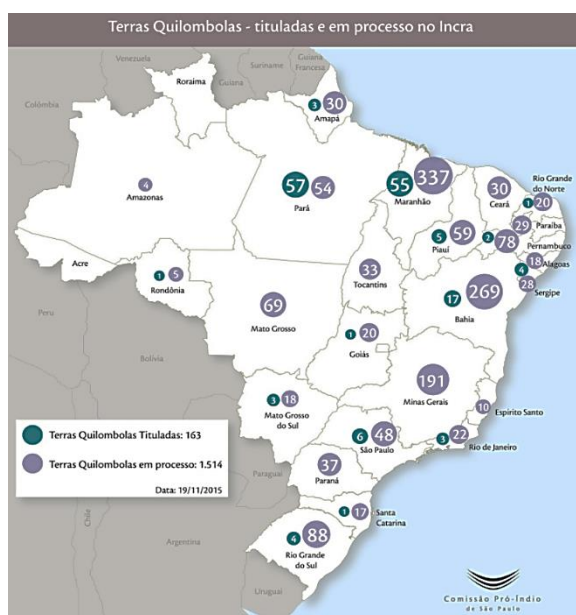 Terras Quilombolas - tituladas e em processo no Incra
Venezuela
Suriname
Guiana
Francesa
Guiana
Colômbia
Roraima
3
30
Amapá
4
Amazonas
57
54
Pará
55
337
Maranhão
30
Ceará
Rio Grande
do Norte
1
20
5
59
Piauí
29
Paraíba
2
78
Pernambuco
18
Alagoas
4
28
Sergipe
Acre
1
5
Rondônia
33
Tocantins
17
269
Bahia
Peru
69
Mato Grosso
1
20
Goiás
Bolívia
191
Minas Gerais
10
Espírito Santo
3
18
Mato Grosso
do Sul
6
48
São Paulo
3
22
Rio de Janeiro
Terras Quilombolas Tituladas: 163
Terras Quilombolas em processo: 1.514
Data: 19/11/2015
Paraguai
37
Paraná
1
17
Santa
Catarina
Chile
Argentina
4
88
Rio Grande
do Sul
Uruguai
Comissão Pró-Índio
de São Paulo